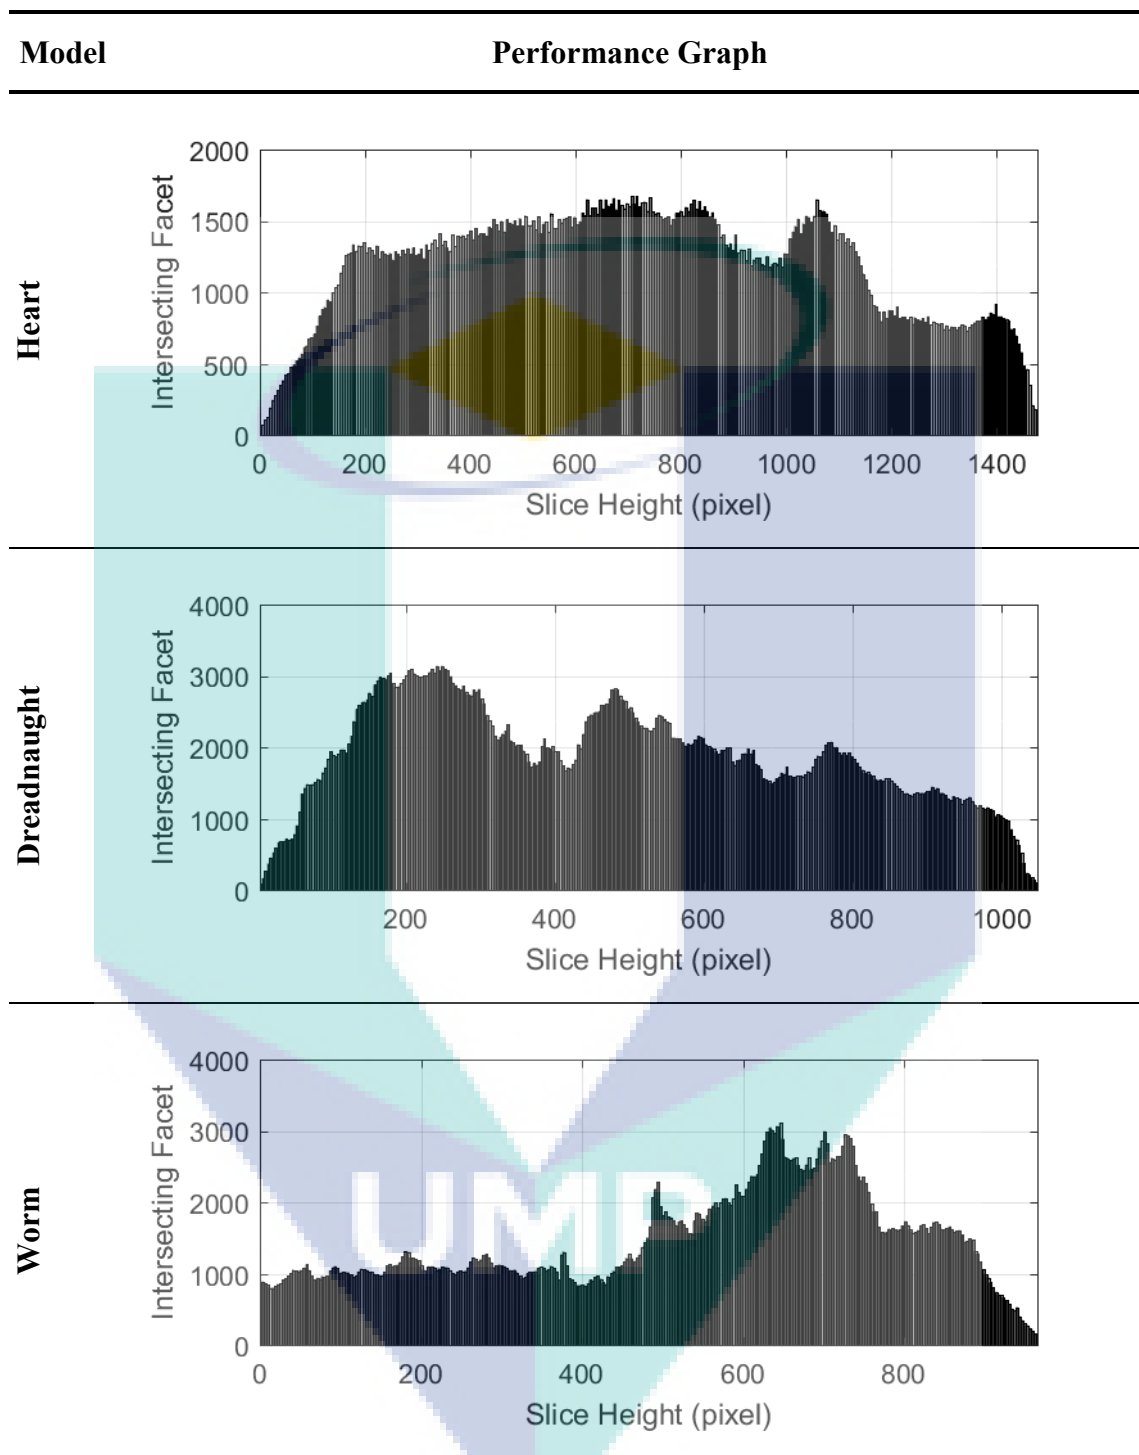 Model Performance Graph
Heart
Intersecting Facet
2000
1500
1000
500
0
0 200 400 600 800 1000 1200 1400
Slice Height (pixel)
Dreadnaught
Intersecting Facet
4000
3000
2000
1000
0
200 400 600 800 1000
Slice Height (pixel)
Worm
Intersecting Facet
4000
3000
2000
1000
0
0 200 400 600 800
Slice Height (pixel)
UMP